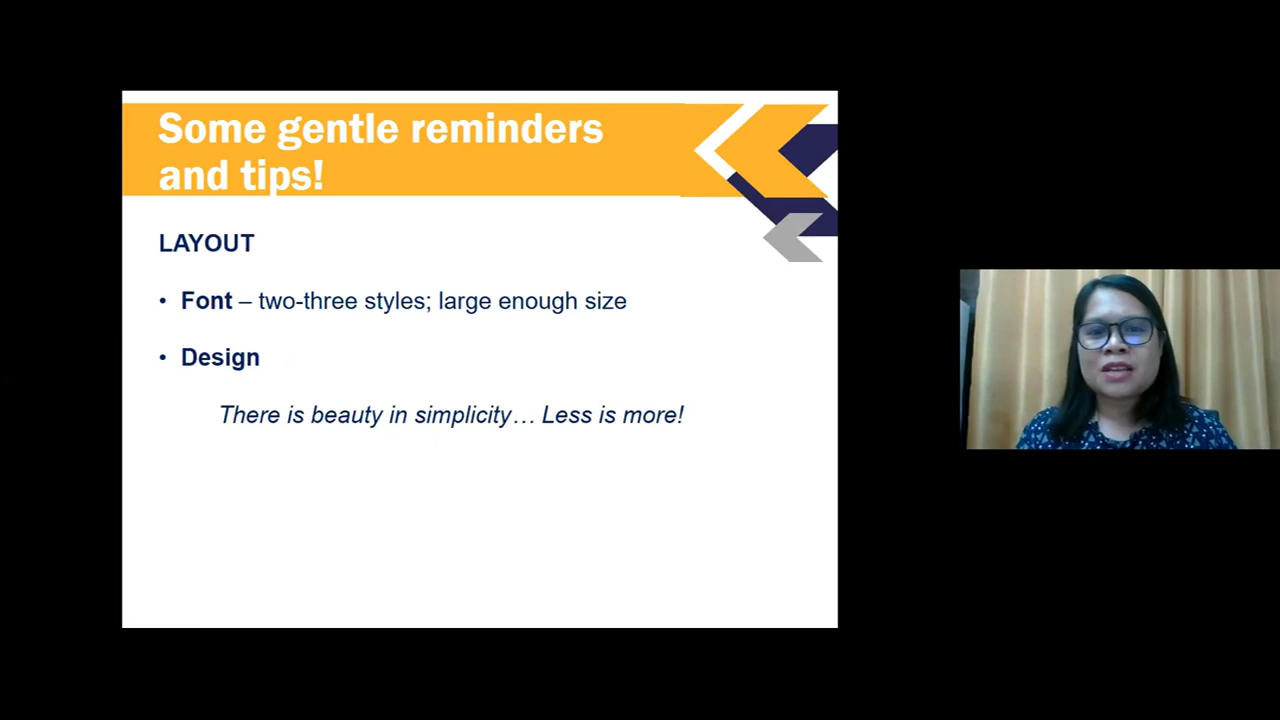 Some gentle reminders
and tips!
LAYOUT
• Font – two-three styles; large enough size
• Design
There is beauty in simplicity… Less is more!